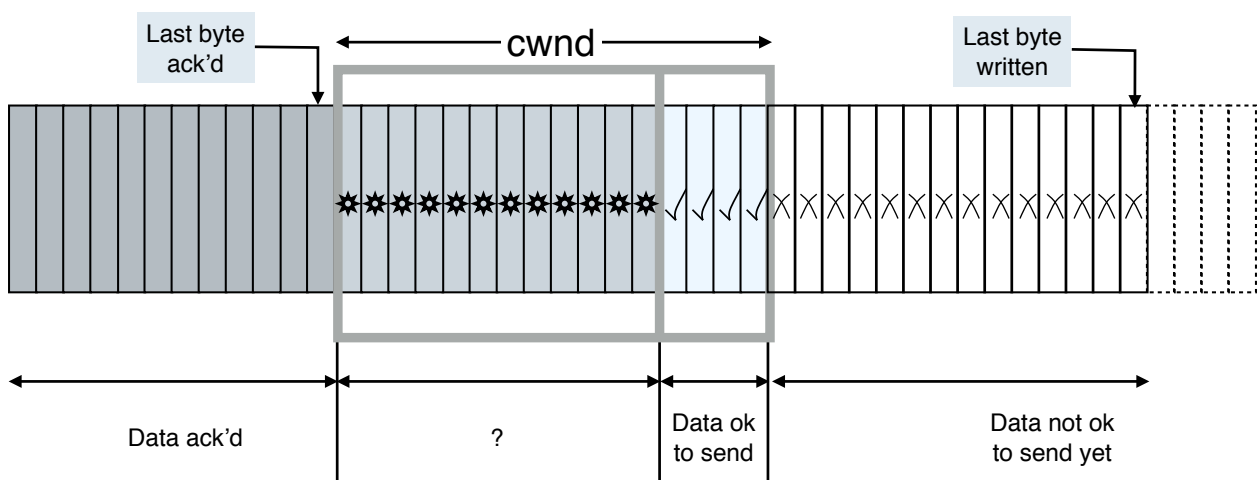 Last byte
ack’d
cwnd
Last byte
written
Data ack’d
?
Data ok
to send
Data not ok
to send yet